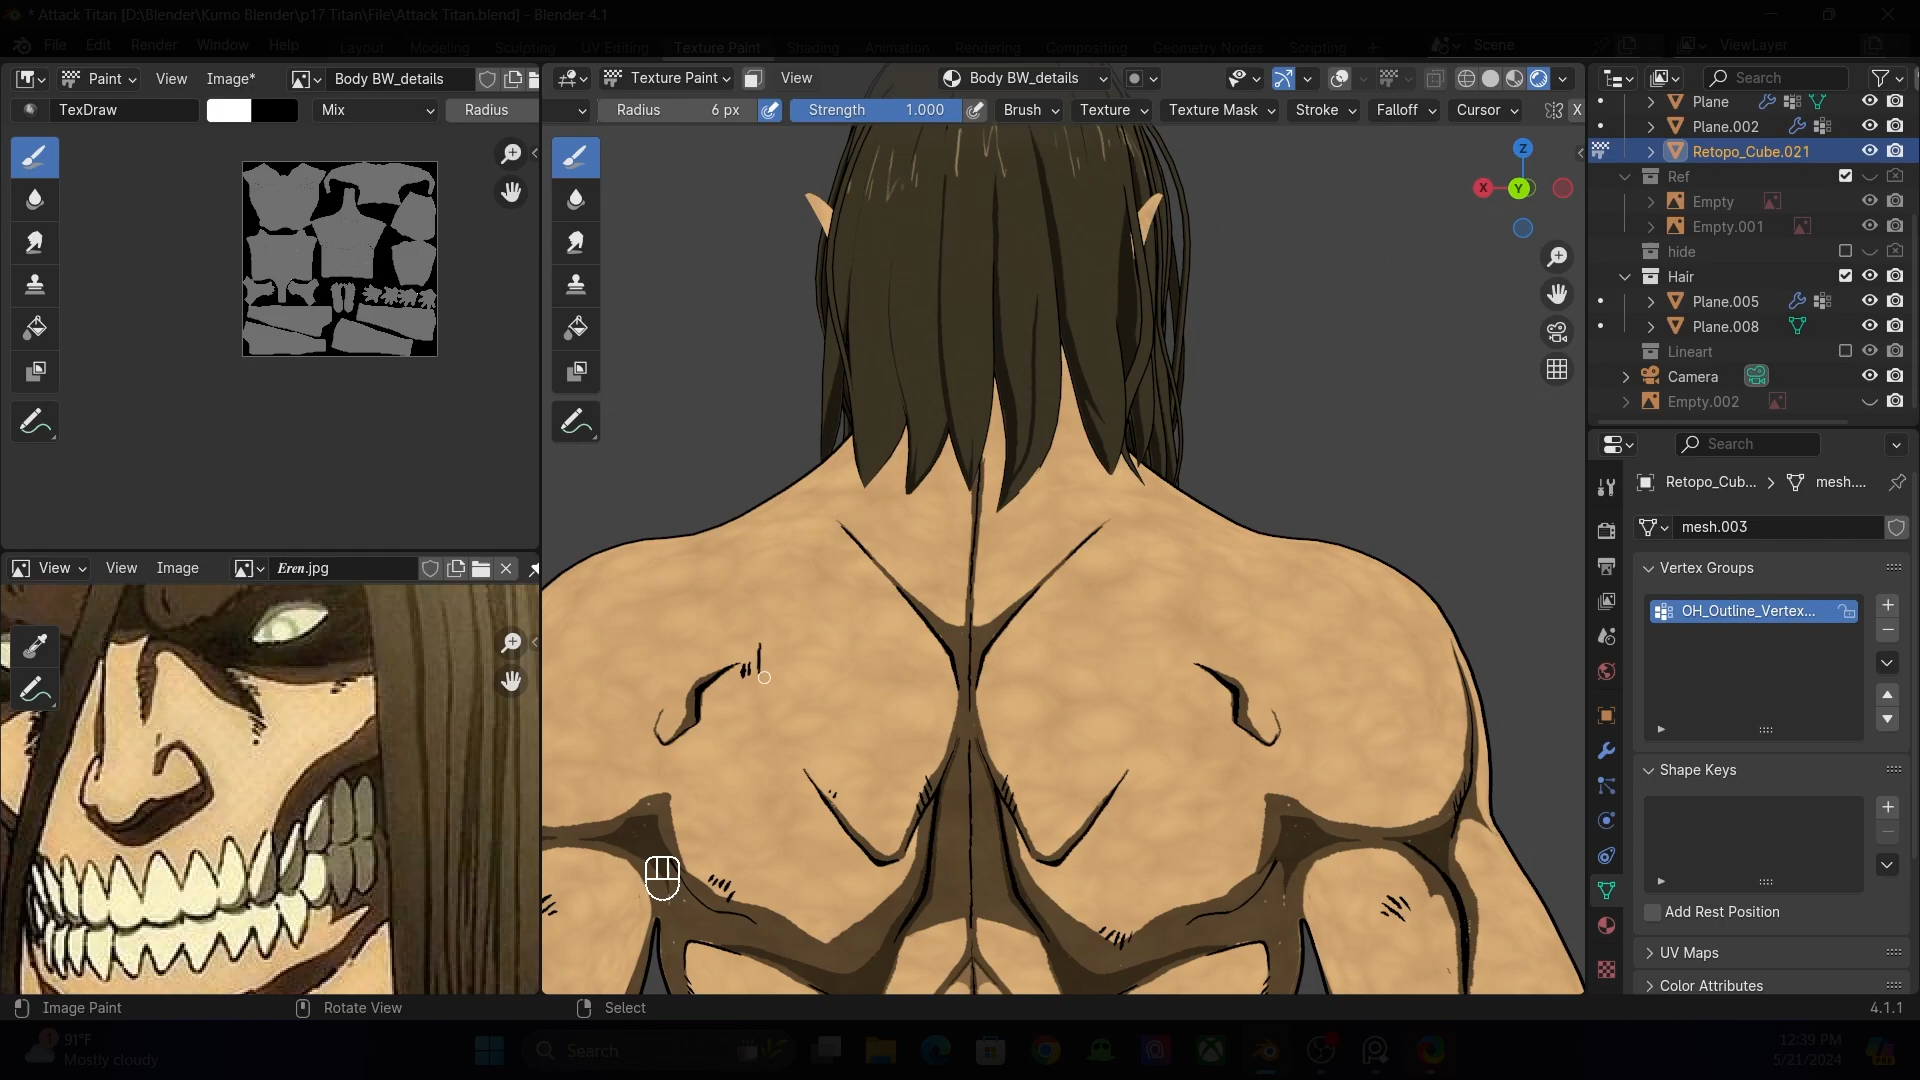 * Attack Titan [D:\Blender\Kumo Blender\p17 Titan\File\Attack Titan.blend] - Blender 4.1
File Edit Render Window Help Layout Modeling Sculpting UV Editing Texture Paint Shading Animation Rendering Compositing Geometry Nodes Scripting + Scene ViewLayer
Paint View Image* Body BW_details
TexDraw Mix Radius
Texture Paint View Body BW_details
Radius 6 px Strength 1.000 Brush Texture Texture Mask Stroke Falloff Cursor X
Z
X
Y
View View Image Eren.jpg
Search
Plane
Plane.002
Retopo_Cube.021
Ref
Empty
Empty.001
hide
Hair
Plane.005
Plane.008
Lineart
Camera
Empty.002
Search
Retopo_Cub... > mesh....
mesh.003
Vertex Groups
OH_Outline_Vertex...
Shape Keys
Add Rest Position
UV Maps
Color Attributes
Image Paint Rotate View Select 4.1.1
1
91°F
Mostly cloudy
Search
12:39 PM
5/21/2024